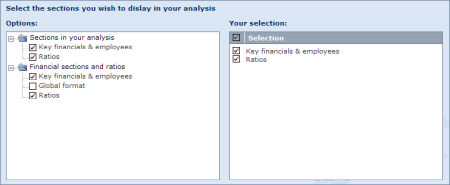 Select the sections you wish to dislay in your analysis
Options:
Sections in your analysis
Key financials & employees
Ratios
Financial sections and ratios
Key financials & employees
Global format
Ratios
Your selection:
Selection
Key financials & employees
Ratios